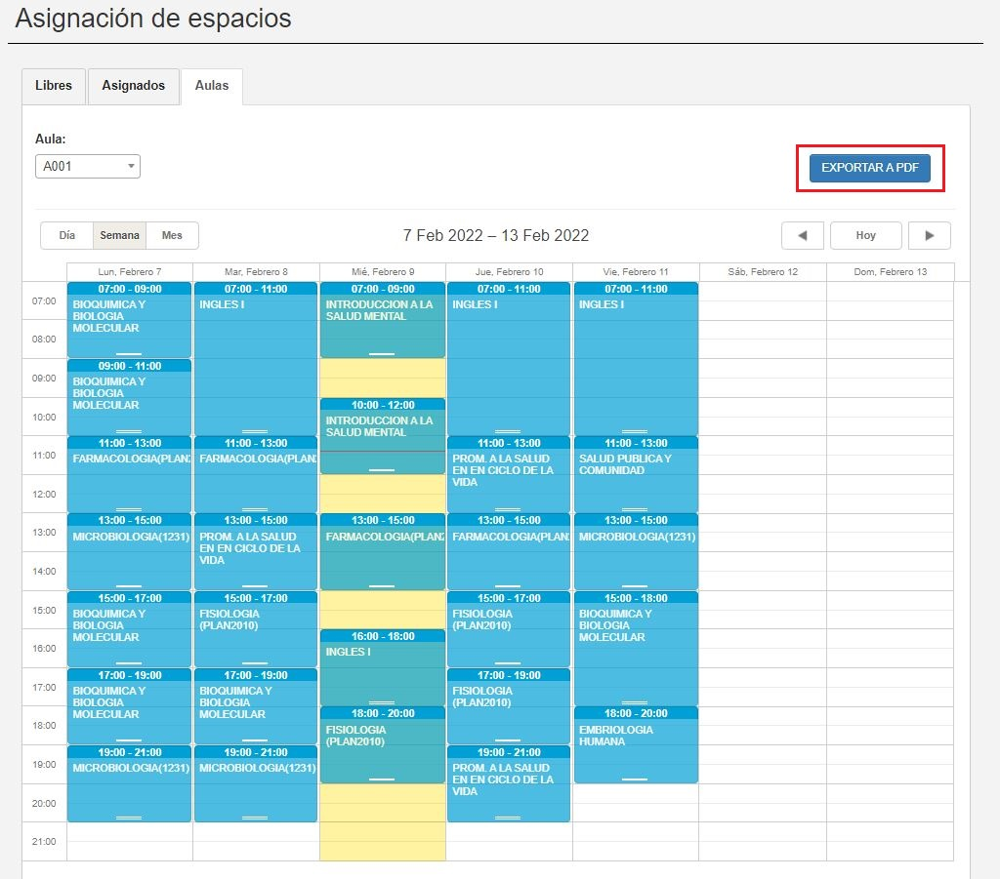 Asignación de espacios
Libres
Asignados
Aulas
Aula:
A001
EXPORTAR A PDF
Día
Semana
Mes
7 Feb 2022 – 13 Feb 2022
Hoy
Lun, Febrero 7
Mar, Febrero 8
Mié, Febrero 9
Jue, Febrero 10
Vie, Febrero 11
Sáb, Febrero 12
Dom, Febrero 13
07:00
08:00
09:00
10:00
11:00
12:00
13:00
14:00
15:00
16:00
17:00
18:00
19:00
20:00
21:00
07:00 - 09:00
BIOQUIMICA Y
BIOLOGIA
MOLECULAR
09:00 - 11:00
BIOQUIMICA Y
BIOLOGIA
MOLECULAR
11:00 - 13:00
FARMACOLOGIA(PLAN
13:00 - 15:00
MICROBIOLOGIA(1231)
15:00 - 17:00
BIOQUIMICA Y
BIOLOGIA
MOLECULAR
17:00 - 19:00
BIOQUIMICA Y
BIOLOGIA
MOLECULAR
19:00 - 21:00
MICROBIOLOGIA(1231)
07:00 - 11:00
INGLES I
11:00 - 13:00
FARMACOLOGIA(PLAN
13:00 - 15:00
PROM. A LA SALUD
EN EN CICLO DE LA
VIDA
15:00 - 17:00
FISIOLOGIA
(PLAN2010)
17:00 - 19:00
BIOQUIMICA Y
BIOLOGIA
MOLECULAR
19:00 - 21:00
MICROBIOLOGIA(1231)
07:00 - 09:00
INTRODUCCION A LA
SALUD MENTAL
10:00 - 12:00
INTRODUCCION A LA
SALUD MENTAL
13:00 - 15:00
FARMACOLOGIA(PLAN
16:00 - 18:00
INGLES I
18:00 - 20:00
FISIOLOGIA
(PLAN2010)
07:00 - 11:00
INGLES I
11:00 - 13:00
PROM. A LA SALUD
EN EN CICLO DE LA
VIDA
13:00 - 15:00
FARMACOLOGIA(PLAN
15:00 - 17:00
FISIOLOGIA
(PLAN2010)
17:00 - 19:00
FISIOLOGIA
(PLAN2010)
19:00 - 21:00
PROM. A LA SALUD
EN EN CICLO DE LA
VIDA
07:00 - 11:00
INGLES I
11:00 - 13:00
SALUD PUBLICA Y
COMUNIDAD
13:00 - 15:00
MICROBIOLOGIA(1231)
15:00 - 18:00
BIOQUIMICA Y
BIOLOGIA
MOLECULAR
18:00 - 20:00
EMBRIOLOGIA
HUMANA